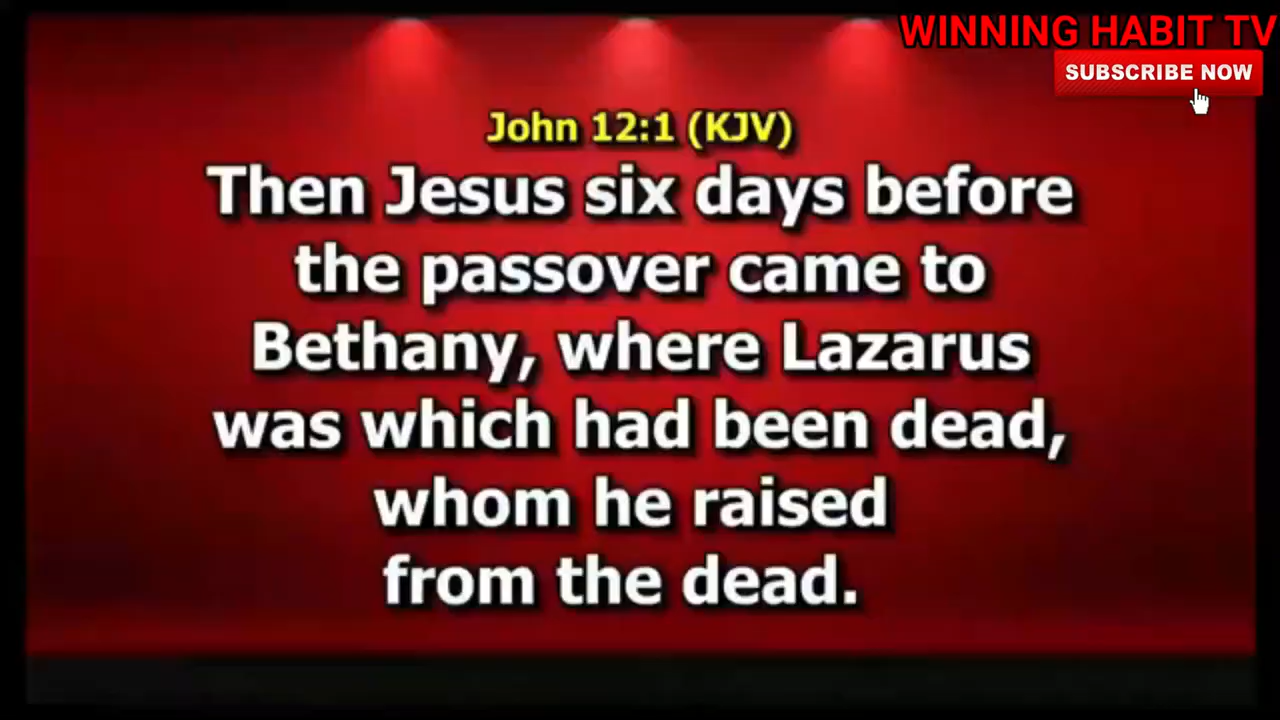 WINNING HABIT TV
SUBSCRIBE NOW
John 12:1 (KJV)
Then Jesus six days before
the passover came to
Bethany, where Lazarus
was which had been dead,
whom he raised
from the dead.